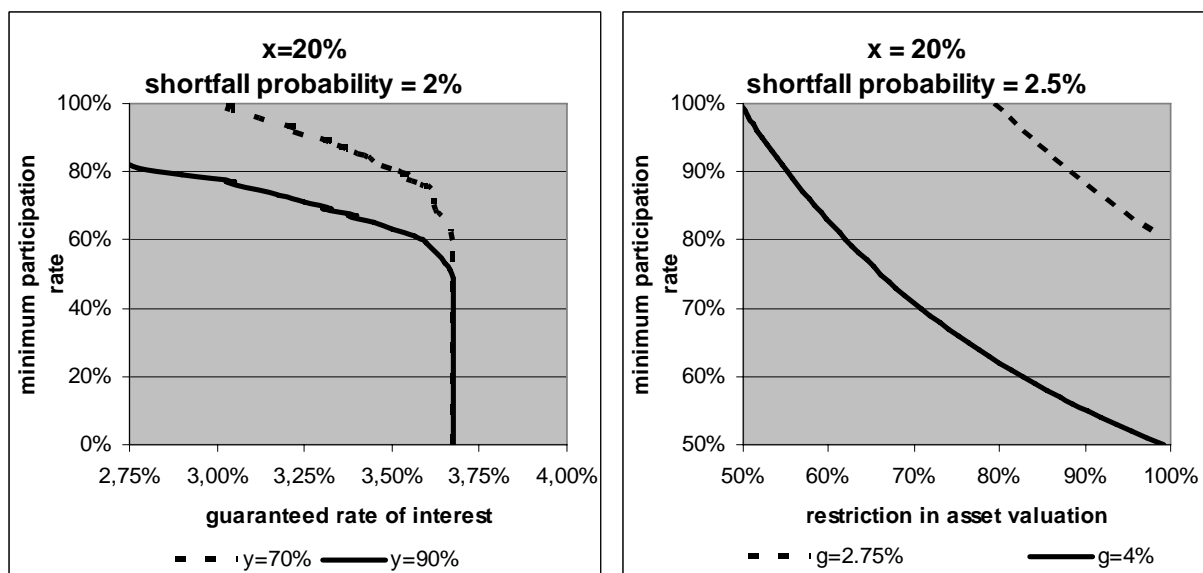 x=20%
shortfall probability = 2%
minimum participation
rate
100%
80%
60%
40%
20%
0%
2,75%
3,00%
3,25%
3,50%
3,75%
4,00%
guaranteed rate of interest
y=70%
y=90%
x = 20%
shortfall probability = 2.5%
minimum participation
rate
100%
90%
80%
70%
60%
50%
50%
60%
70%
80%
90%
100%
restriction in asset valuation
g=2.75%
g=4%